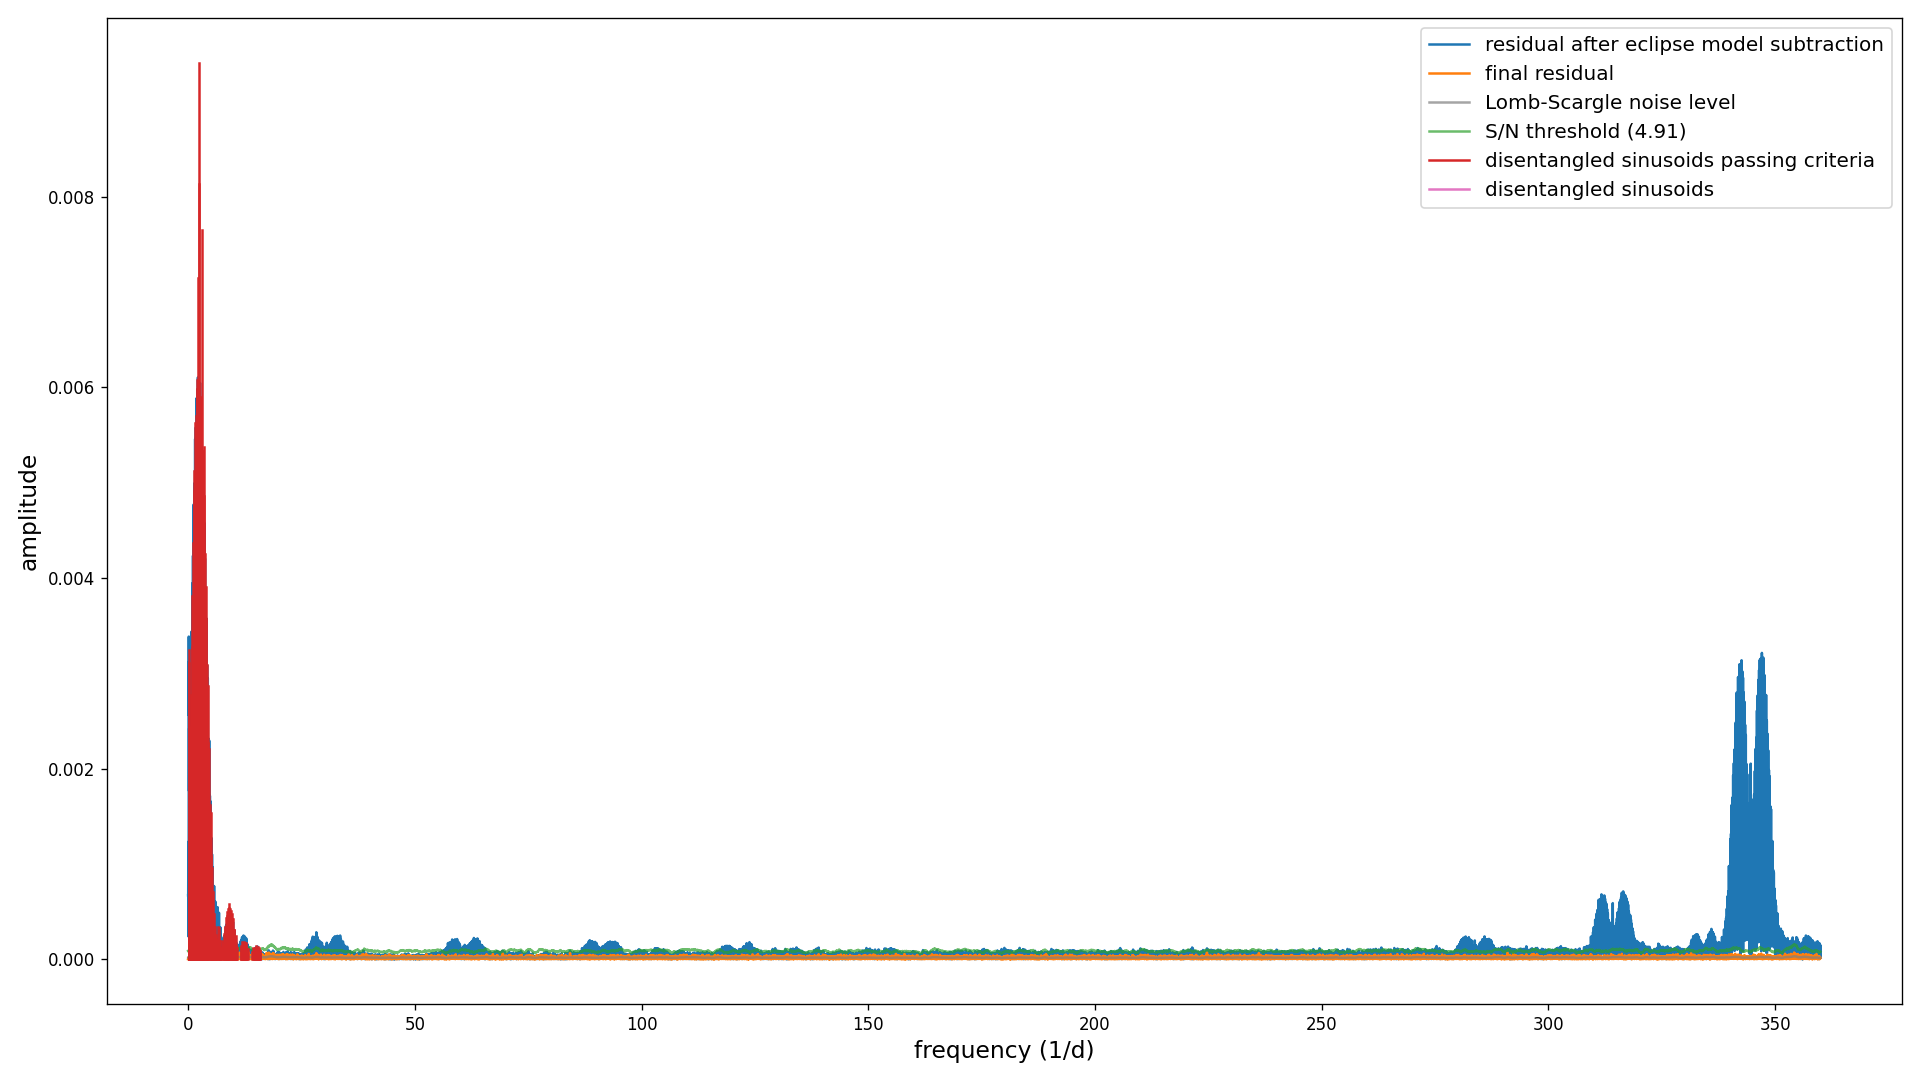 residual after eclipse model subtraction
final residual
Lomb-Scargle noise level
S/N threshold (4.91)
disentangled sinusoids passing criteria
disentangled sinusoids
0.008
0.006
0.004
0.002
0.000
amplitude
0 50 100 150 200 250 300 350
frequency (1/d)